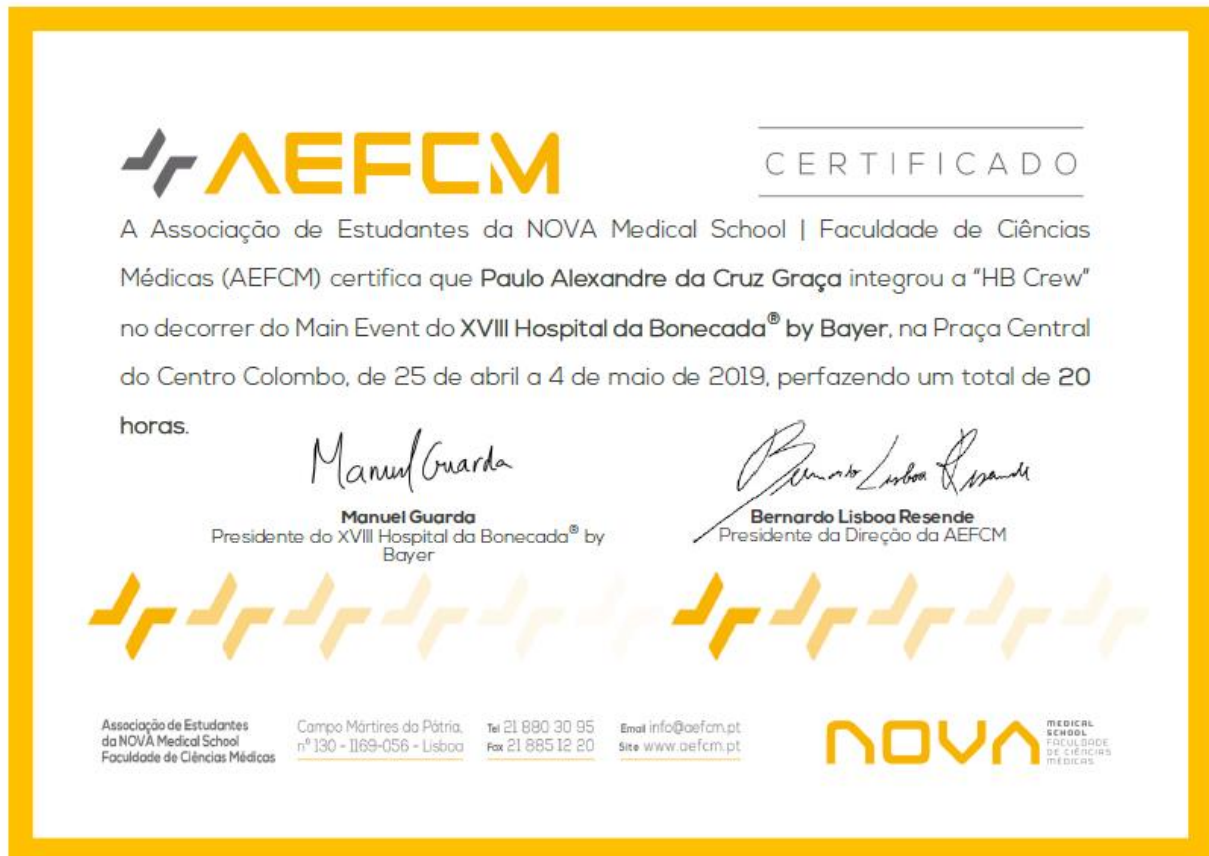 AEFCM
CERTIFICADO
A Associação de Estudantes da NOVA Medical School | Faculdade de Ciências
Médicas (AEFCM) certifica que Paulo Alexandre da Cruz Graça integrou a “HB Crew”
no decorrer do Main Event do XVIII Hospital da Bonecada® by Bayer, na Praça Central
do Centro Colombo, de 25 de abril a 4 de maio de 2019, perfazendo um total de 20
horas.
Manuel Guarda
Bernardo Lisboa Resende
Manuel Guarda
Presidente do XVIII Hospital da Bonecada® by
Bayer
Bernardo Lisboa Resende
Presidente da Direção da AEFCM
Associação de Estudantes
da NOVA Medical School
Faculdade de Ciências Médicas
Campo Mártires da Pátria,
nº 130 - 1169-056 - Lisboa
Tel 21 880 30 95
Fax 21 885 12 20
Email info@aefcm.pt
Site www.aefcm.pt
NOVA
MEDICAL
SCHOOL
FACULDADE
DE CIÊNCIAS
MÉDICAS